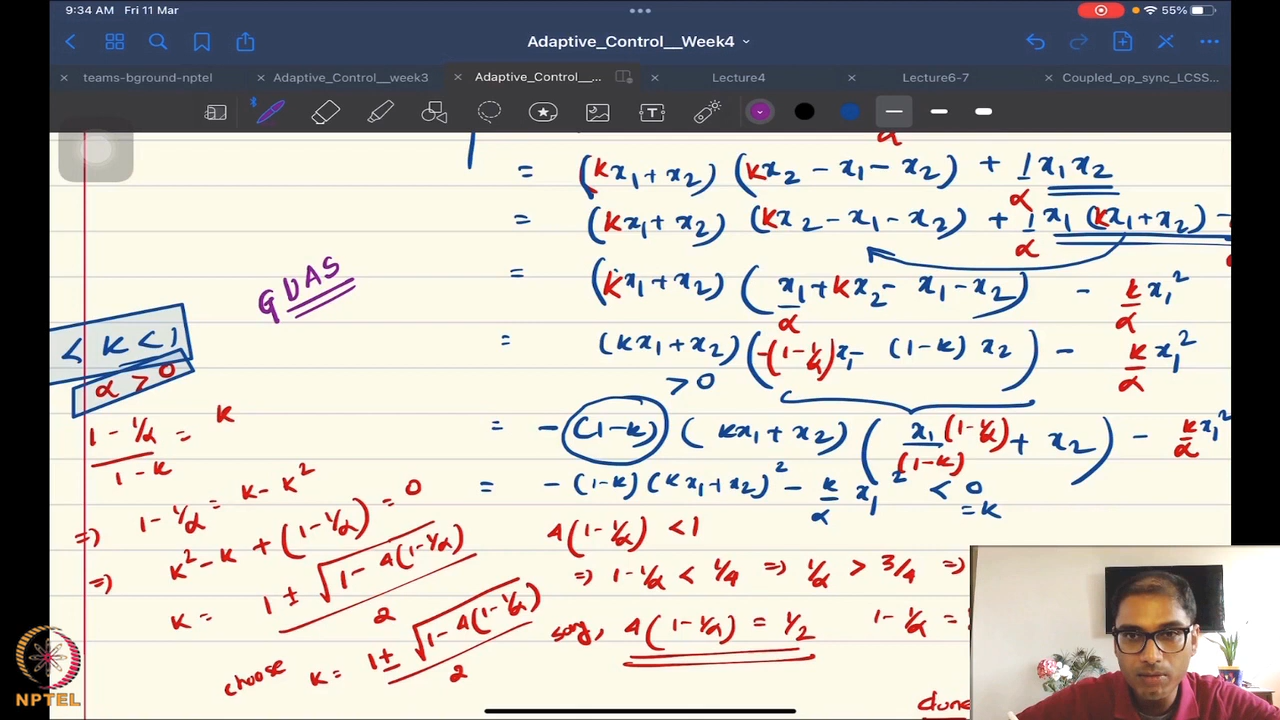 9:34 AM Fri 11 Mar
55%
Adaptive_Control__Week4
teams-bground-nptel
Adaptive_Control__week3
Adaptive_Control__...
Lecture4
Lecture6-7
Coupled_op_sync_LCSS...
α
= (kx₁ + x₂) (kx₂ - x₁ - x₂) + 1/α x₁x₂
= (kx₁ + x₂) (kx₂ - x₁ - x₂) + 1/α x₁ (kx₁ + x₂) -
GUAS
= (kx₁ + x₂) (x₁/α + kx₂ - x₁ - x₂) - k/α x₁²
< k < 1
= (kx₁ + x₂) (-(1-1/α)x₁ - (1-k) x₂) - k/α x₁²
α > 0
> 0
= - (1-k) (kx₁ + x₂) (x₁ (1-1/α)/(1-k) + x₂) - k/α x₁²
(1 - 1/α)/(1-k) = k
= - (1-k) (kx₁ + x₂)² - k/α x₁² < 0
= k
⇒ 1 - 1/α = k - k²
⇒ k² - k + (1-1/α) = 0
4(1-1/α) < 1
k = (1 ± √(1 - 4(1-1/α)))/2
⇒ 1-1/α < 1/4 ⇒ 1/α > 3/4 ⇒
choose k = (1 ± √(1-4(1-1/α)))/2
say, 4(1-1/α) = 1/2
1-1/α =
done
NPTEL